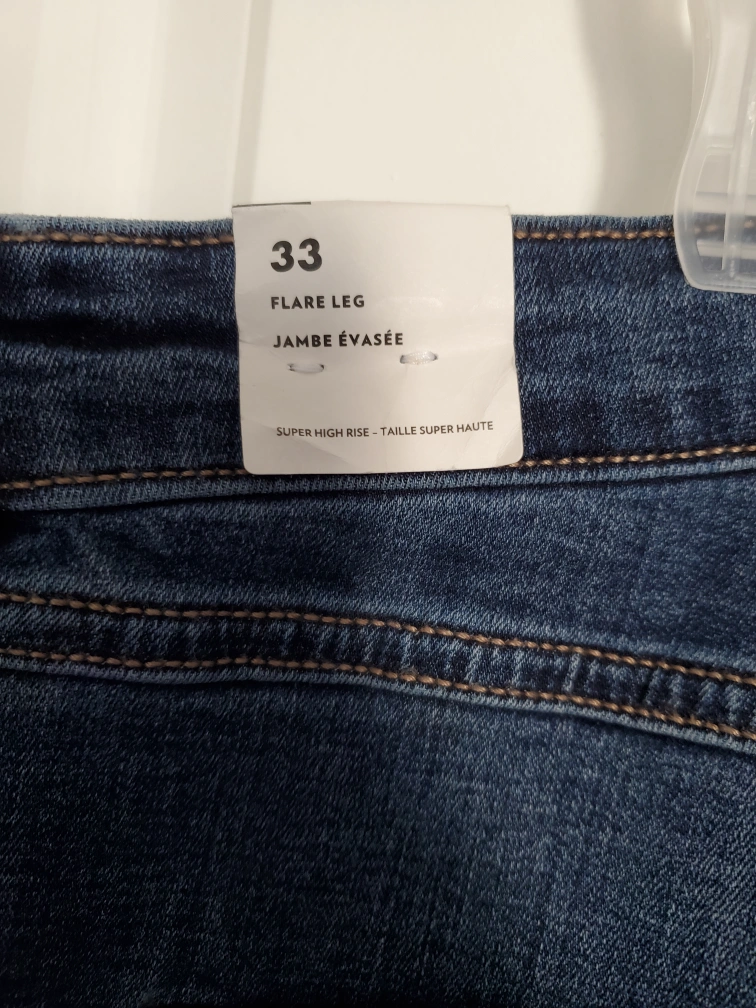 33
FLARE LEG
JAMBE ÉVASÉE
SUPER HIGH RISE – TAILLE SUPER HAUTE